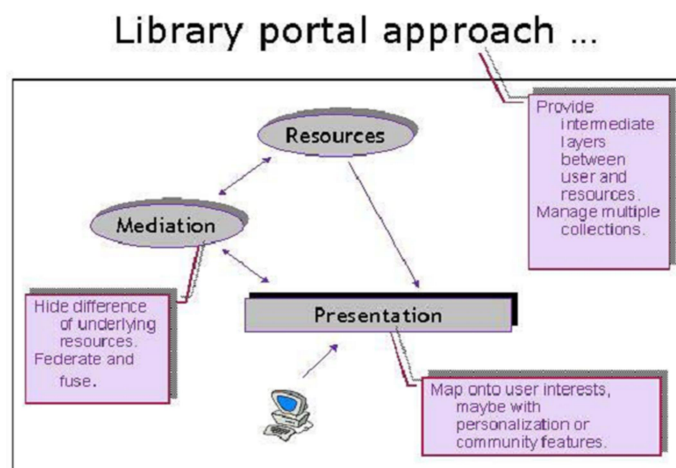 Library portal approach ...
Provide
intermediate
layers
between
user and
resources.
Manage multiple
collections.
Resources
Mediation
Hide difference
of underlying
resources.
Federate and
fuse.
Presentation
Map onto user interests,
maybe with
personalization or
community features.